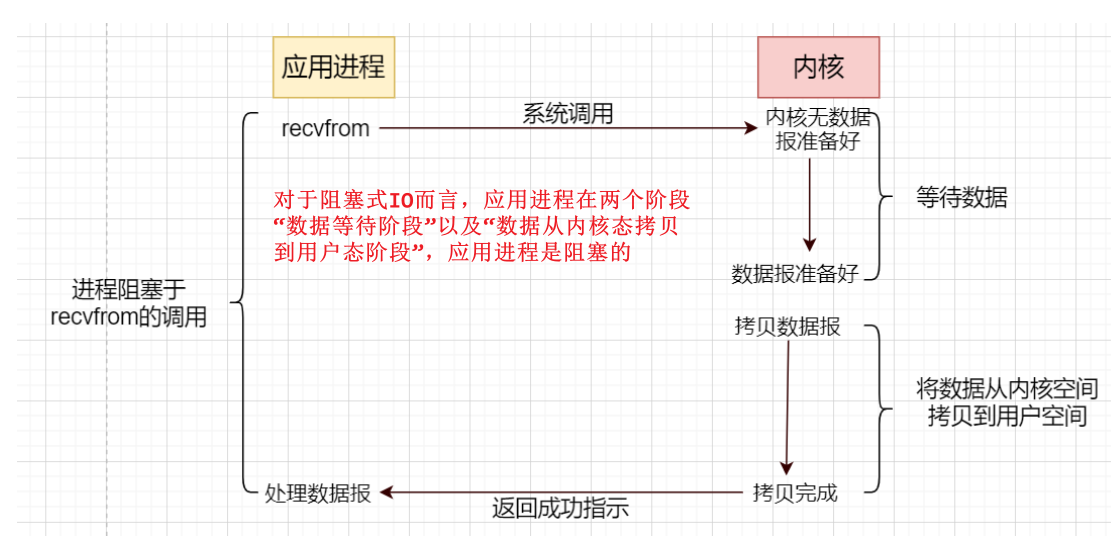 应用进程
内核
recvfrom
系统调用
内核无数据
报准备好
等待数据
对于阻塞式IO而言，应用进程在两个阶段
“数据等待阶段”以及“数据从内核态拷贝
到用户态阶段”，应用进程是阻塞的
数据报准备好
进程阻塞于
recvfrom的调用
拷贝数据报
将数据从内核空间
拷贝到用户空间
处理数据报
返回成功指示
拷贝完成